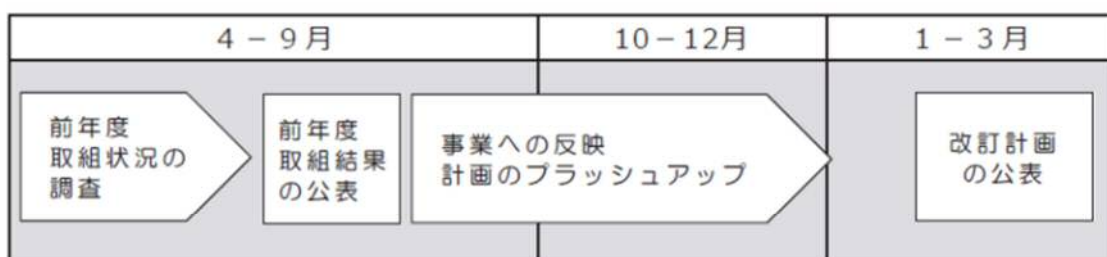 4－9月
10－12月
1－3月
前年度
取組状況の
調査
前年度
取組結果
の公表
事業への反映
計画のブラッシュアップ
改訂計画
の公表